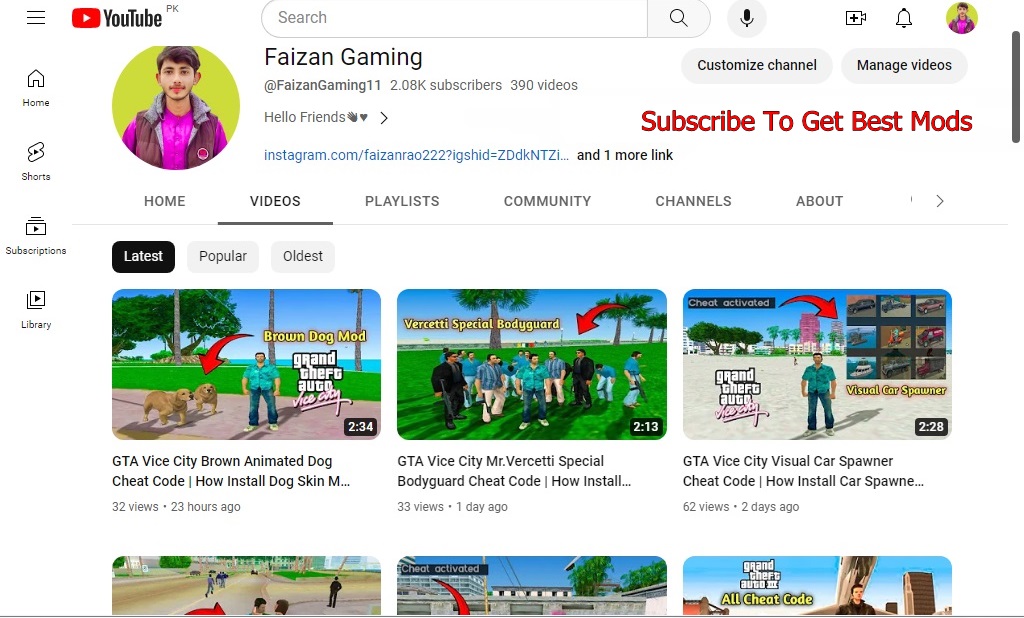 YouTube PK
Search
Home
Shorts
Subscriptions
Library
Faizan Gaming
@FaizanGaming11 2.08K subscribers 390 videos
Hello Friends
instagram.com/faizanrao222?igshid=ZDdkNTZi… and 1 more link
Customize channel
Manage videos
Subscribe To Get Best Mods
HOME VIDEOS PLAYLISTS COMMUNITY CHANNELS ABOUT
Latest Popular Oldest
Brown Dog Mod
grand
theft
auto
vice city
2:34
GTA Vice City Brown Animated Dog
Cheat Code | How Install Dog Skin M...
32 views • 23 hours ago
Vercetti Special Bodyguard
2:13
GTA Vice City Mr.Vercetti Special
Bodyguard Cheat Code | How Install...
33 views • 1 day ago
Cheat activated
grand
theft
auto
vice city
Visual Car Spawner
2:28
GTA Vice City Visual Car Spawner
Cheat Code | How Install Car Spawne...
62 views • 2 days ago
Cheat activated
grand
theft
auto III
All Cheat Code